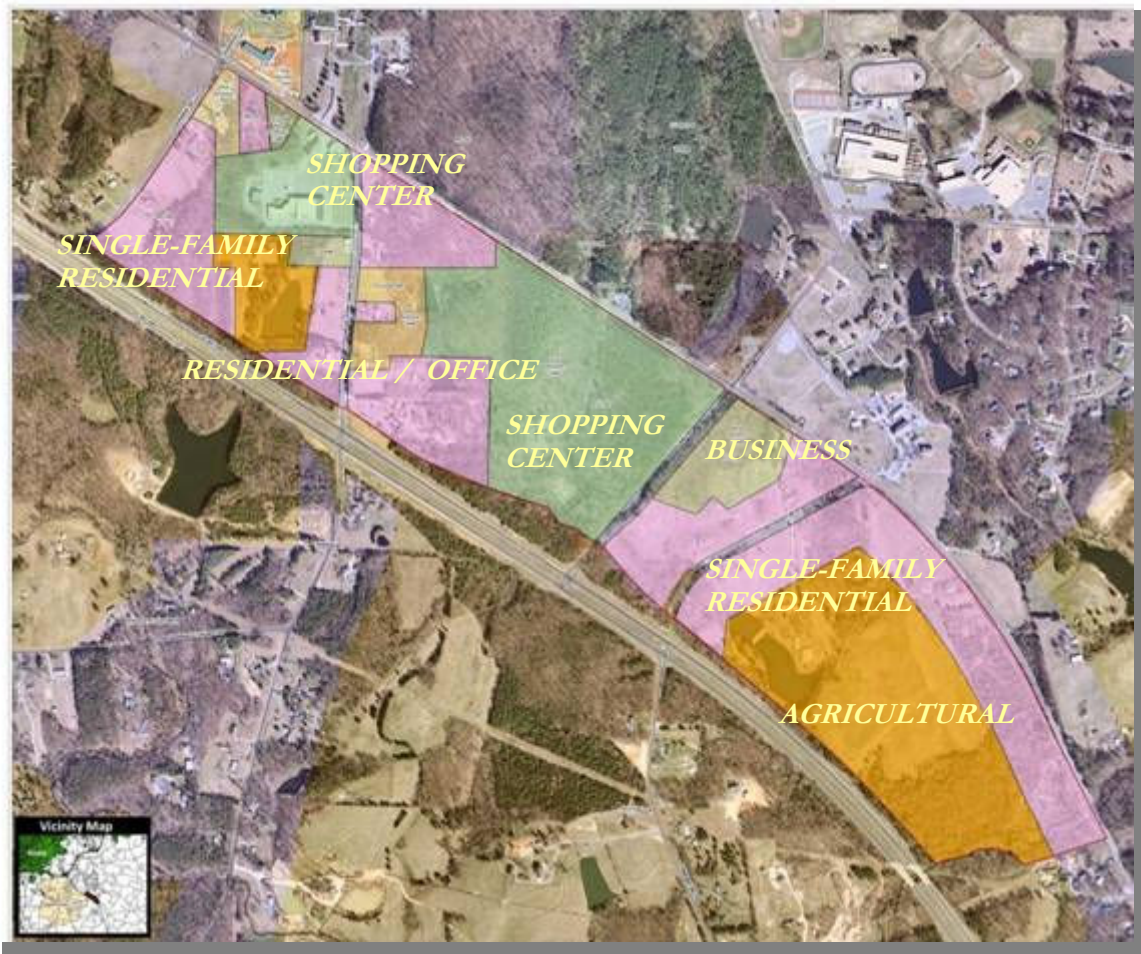 SHOPPING
CENTER
SINGLE-FAMILY
RESIDENTIAL
RESIDENTIAL / OFFICE
SHOPPING
CENTER
BUSINESS
SINGLE-FAMILY
RESIDENTIAL
AGRICULTURAL
Vicinity Map